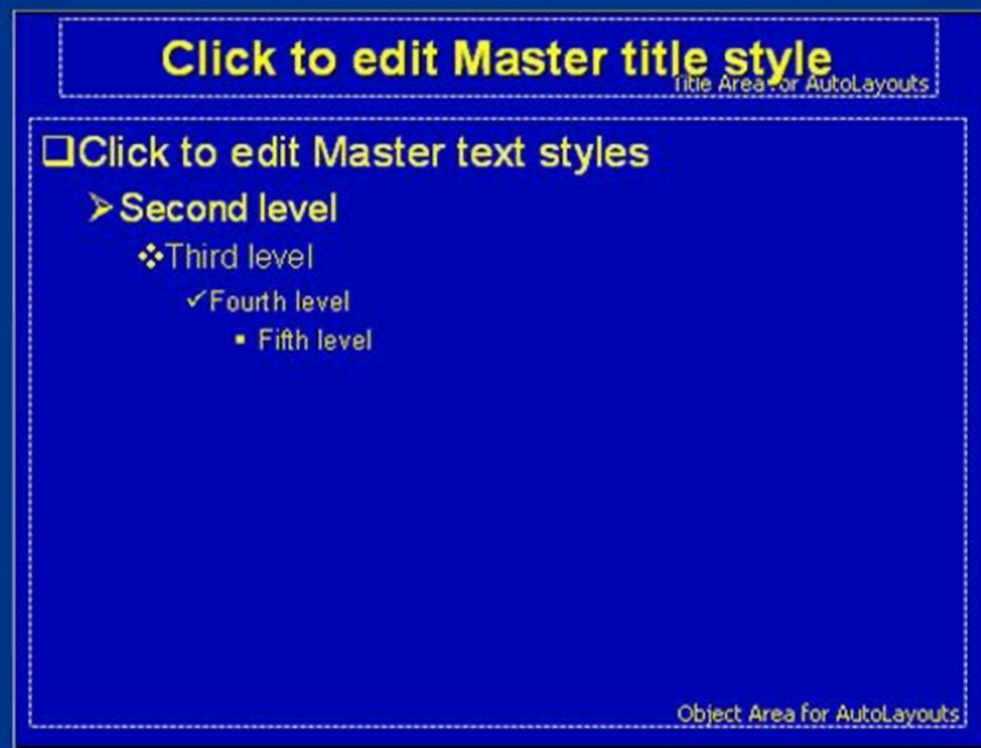 Click to edit Master title style
Title Area for AutoLayouts
❑Click to edit Master text styles
➢Second level
❖Third level
✓Fourth level
▪ Fifth level
Object Area for AutoLayouts